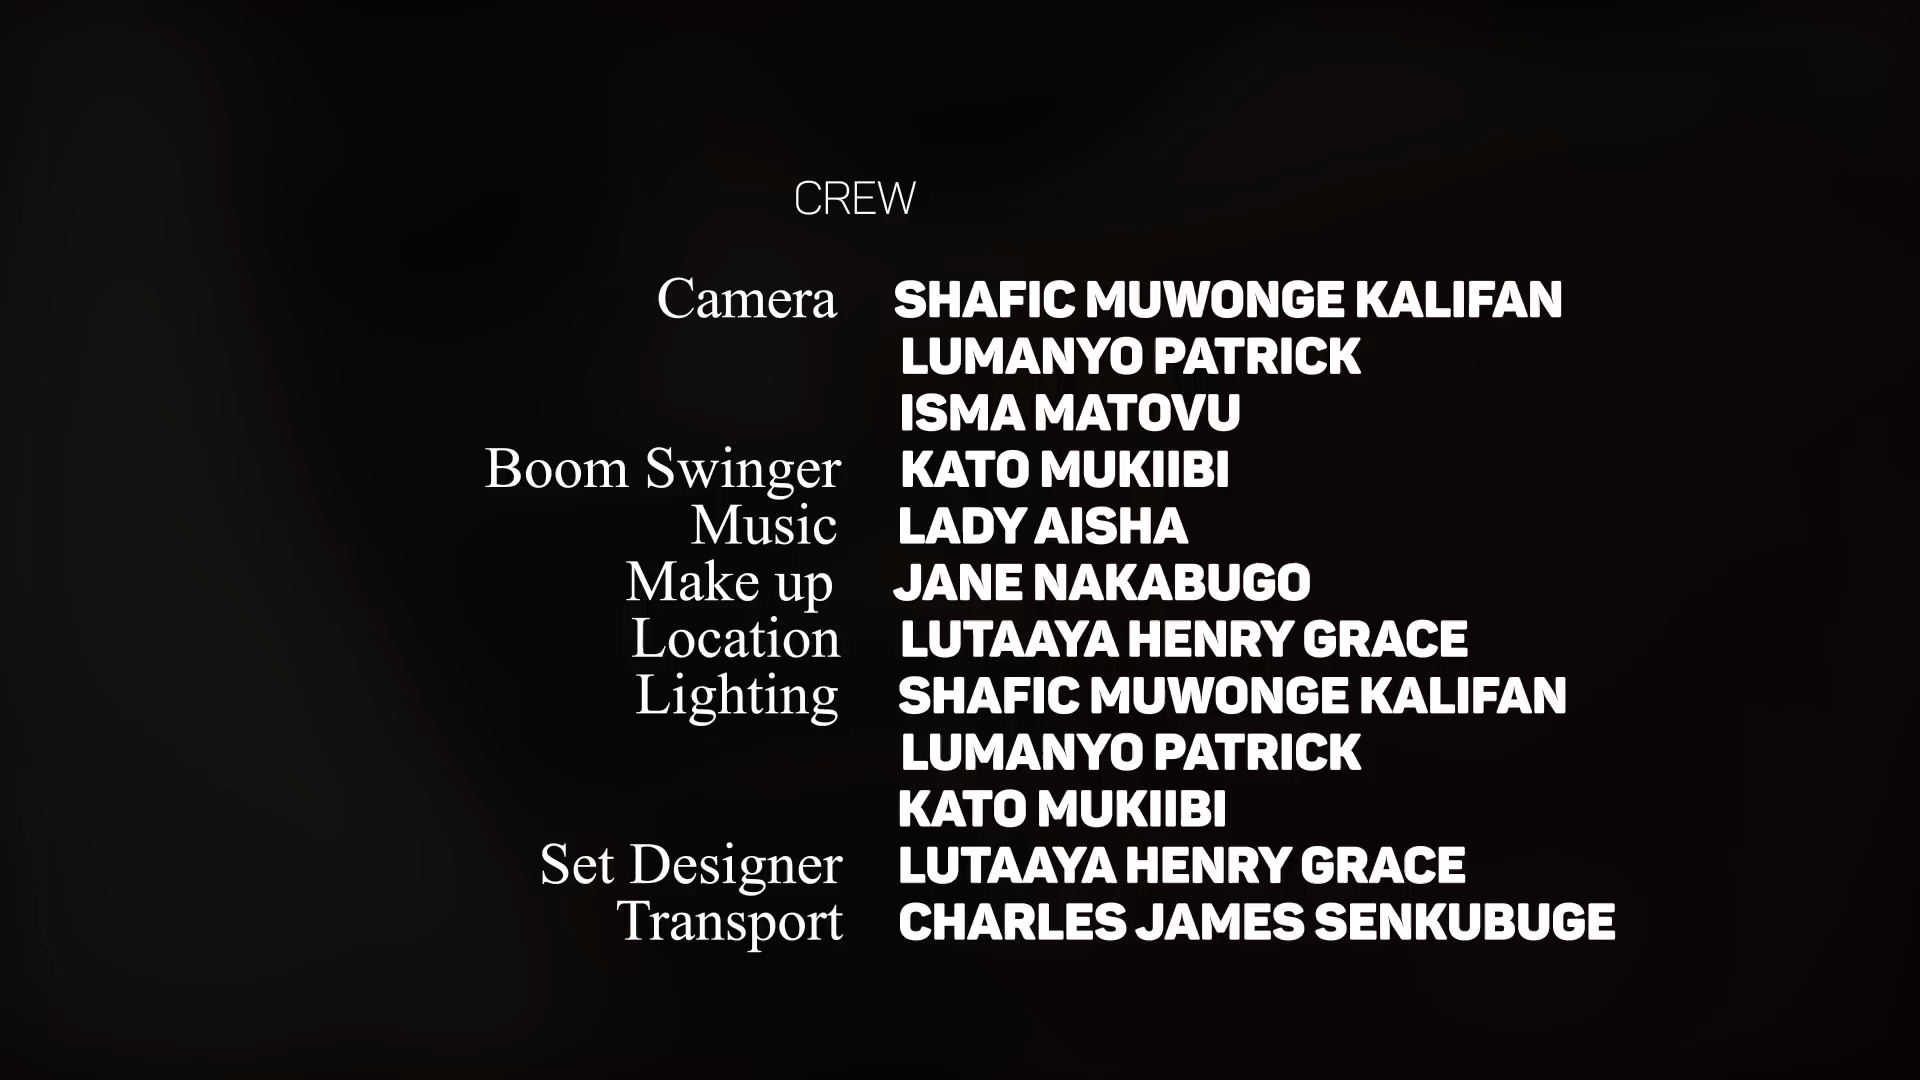 CREW
Camera SHAFIC MUWONGE KALIFAN
LUMANYO PATRICK
ISMA MATOVU
Boom Swinger KATO MUKIIBI
Music LADY AISHA
Make up JANE NAKABUGO
Location LUTAAYA HENRY GRACE
Lighting SHAFIC MUWONGE KALIFAN
LUMANYO PATRICK
KATO MUKIIBI
Set Designer LUTAAYA HENRY GRACE
Transport CHARLES JAMES SENKUBUGE